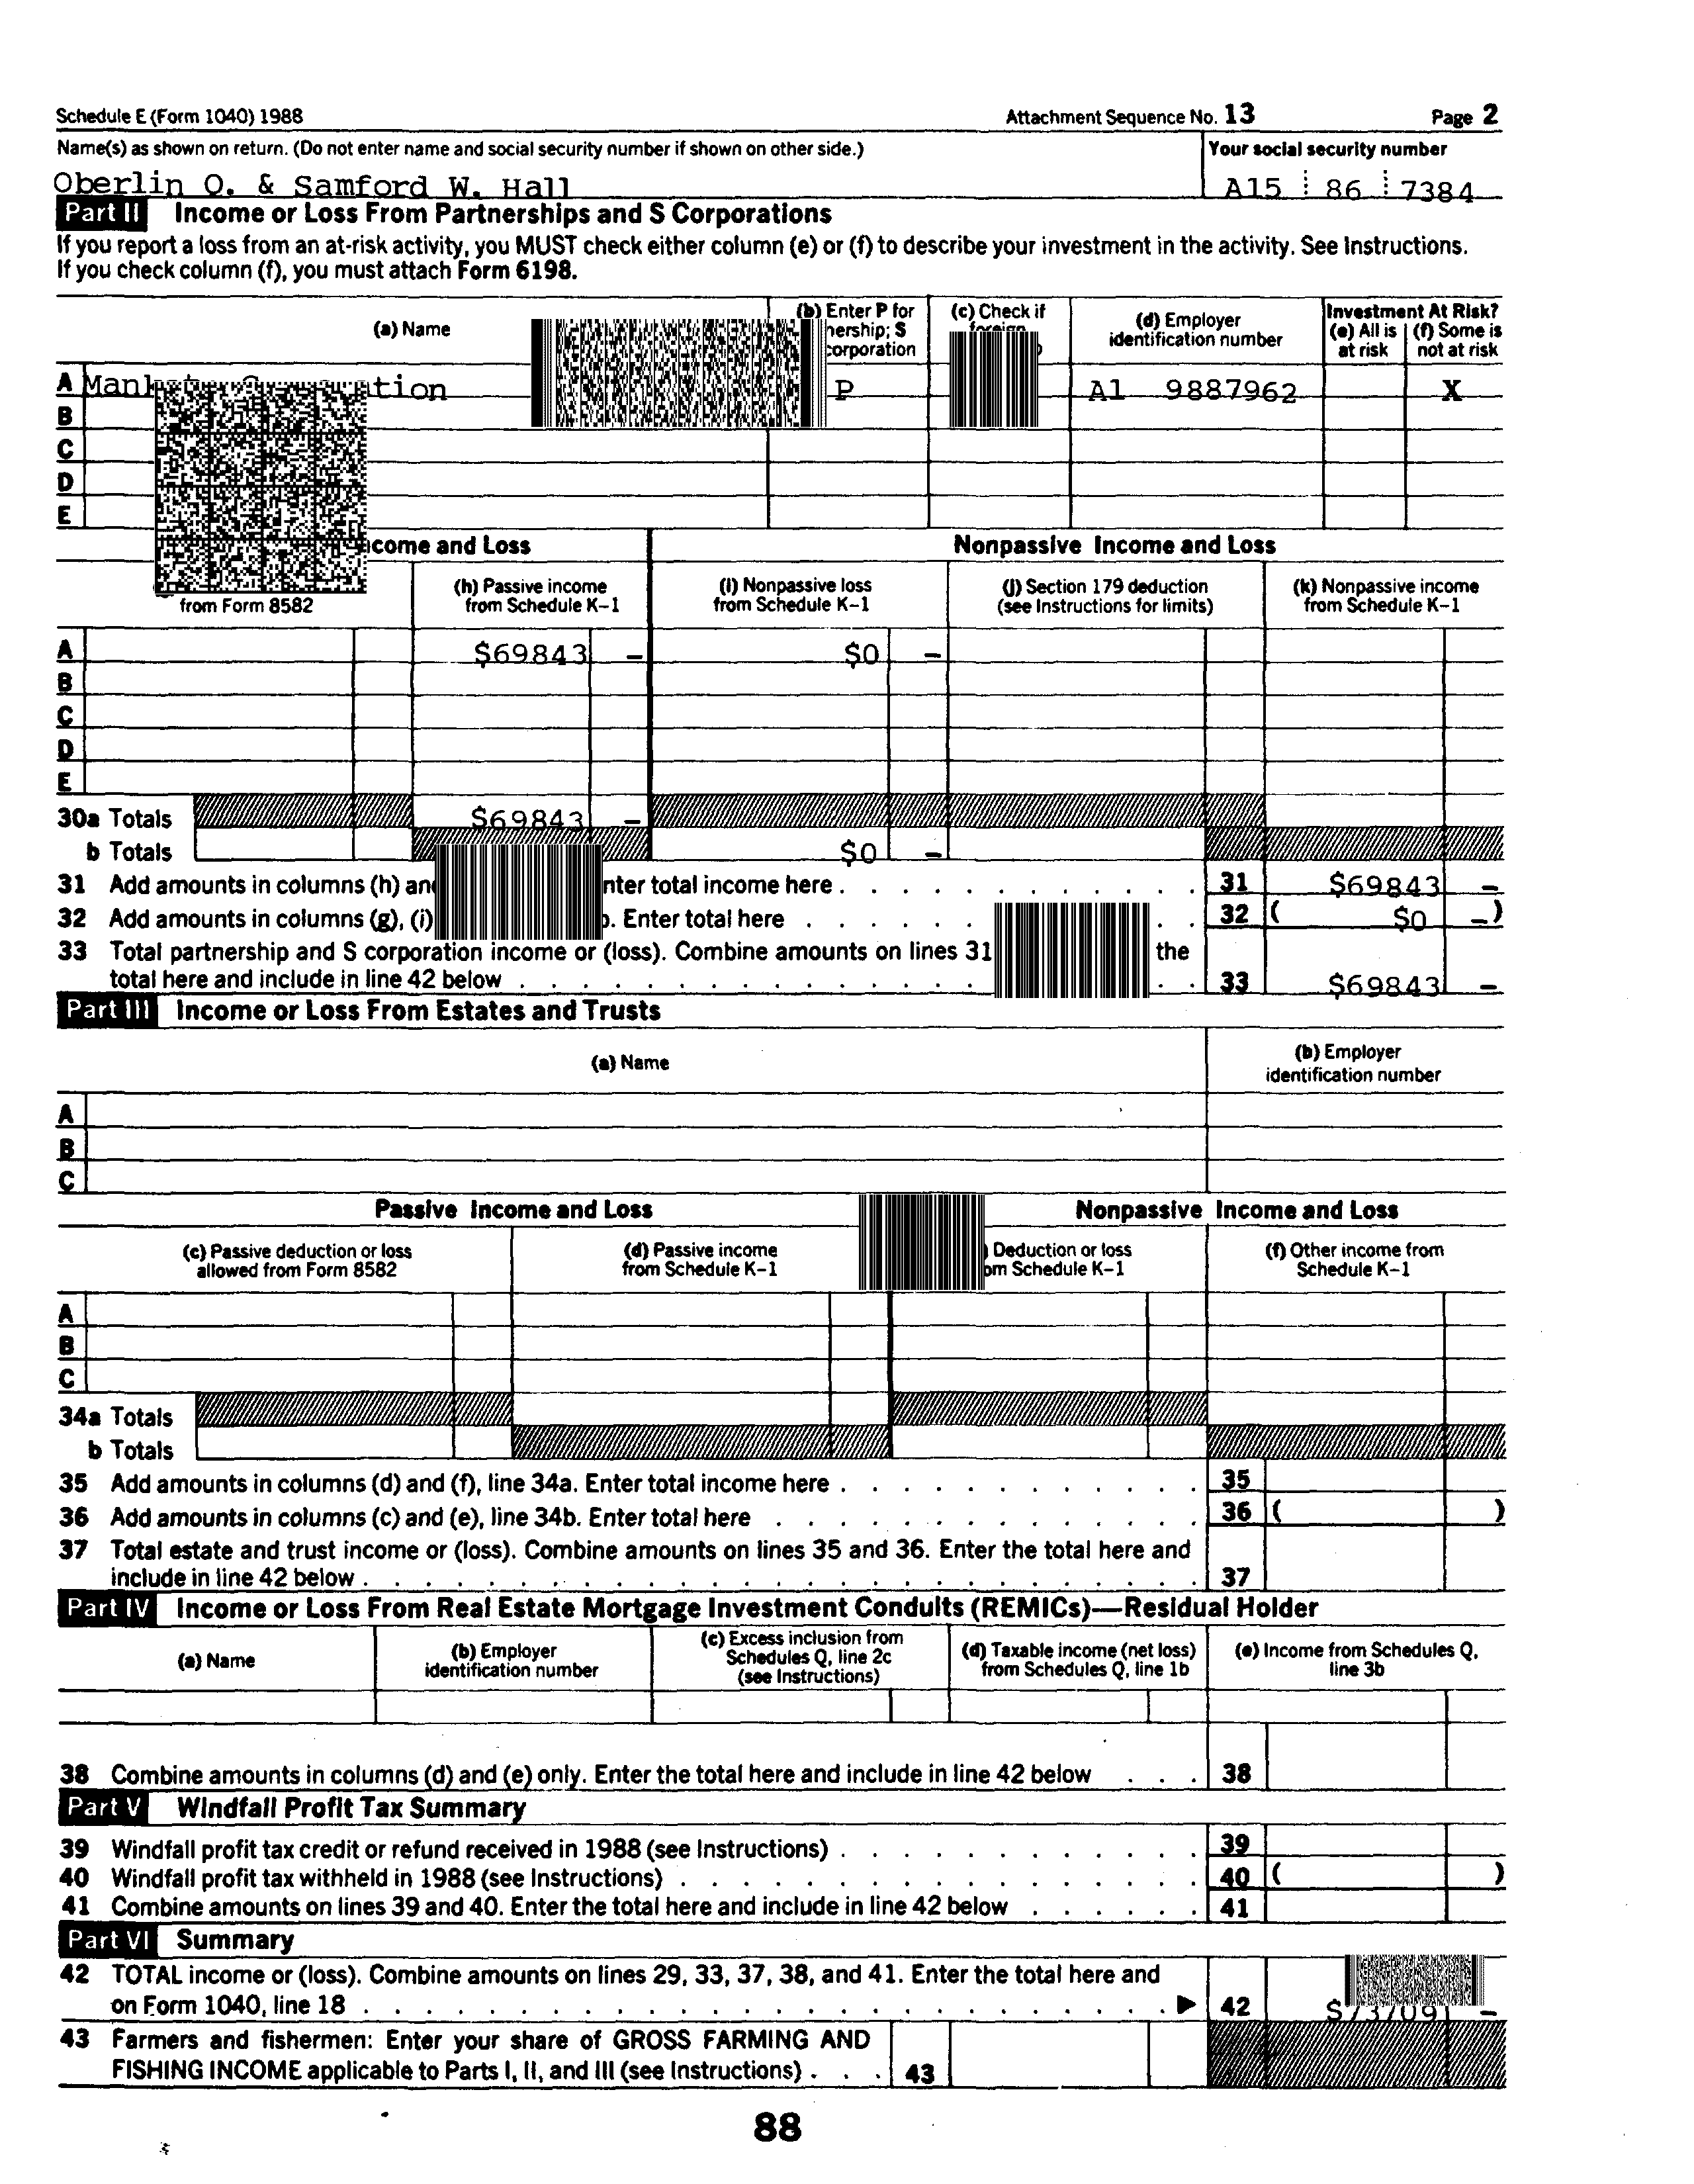 Schedule E (Form 1040) 1988 Attachment Sequence No. 13 Page 2
Name(s) as shown on return. (Do not enter name and social security number if shown on other side.) Your social security number
Oberlin O. & Samford W. Hall A15 86 7384
Part II Income or Loss From Partnerships and S Corporations
If you report a loss from an at-risk activity, you MUST check either column (e) or (f) to describe your investment in the activity. See Instructions.
If you check column (f), you must attach Form 6198.
(a) Name (b) Enter P for (c) Check if (d) Employer identification number Investment At Risk?
(e) All is at risk (f) Some is not at risk
A P A1 9887962 X
B
C
D
E
and Loss Nonpassive Income and Loss
from Form 8582 (h) Passive income from Schedule K-1 (i) Nonpassive loss from Schedule K-1 (j) Section 179 deduction (see Instructions for limits) (k) Nonpassive income from Schedule K-1
A $69843 – $0 –
B
C
D
E
30a Totals $69843 –
b Totals $0 –
31 Add amounts in columns (h) total income here 31 $69843 –
32 Add amounts in columns (g), (i) Enter total here 32 ( $0 –)
33 Total partnership and S corporation income or (loss). Combine amounts on lines 31 the
total here and include in line 42 below 33 $69843 –
Part III Income or Loss From Estates and Trusts
(a) Name (b) Employer identification number
A
B
C
Passive Income and Loss Nonpassive Income and Loss
(c) Passive deduction or loss allowed from Form 8582 (d) Passive income from Schedule K-1 Deduction or loss Schedule K-1 (f) Other income from Schedule K-1
A
B
C
34a Totals
b Totals
35 Add amounts in columns (d) and (f), line 34a. Enter total income here 35
36 Add amounts in columns (c) and (e), line 34b. Enter total here 36 ( )
37 Total estate and trust income or (loss). Combine amounts on lines 35 and 36. Enter the total here and
include in line 42 below 37
Part IV Income or Loss From Real Estate Mortgage Investment Conduits (REMICs)—Residual Holder
(a) Name (b) Employer identification number (c) Excess inclusion from Schedules Q, line 2c (see Instructions) (d) Taxable income (net loss) from Schedules Q, line 1b (e) Income from Schedules Q, line 3b
38 Combine amounts in columns (d) and (e) only. Enter the total here and include in line 42 below 38
Part V Windfall Profit Tax Summary
39 Windfall profit tax credit or refund received in 1988 (see Instructions) 39
40 Windfall profit tax withheld in 1988 (see Instructions) 40 ( )
41 Combine amounts on lines 39 and 40. Enter the total here and include in line 42 below 41
Part VI Summary
42 TOTAL income or (loss). Combine amounts on lines 29, 33, 37, 38, and 41. Enter the total here and
on Form 1040, line 18 ▶ 42 –
43 Farmers and fishermen: Enter your share of GROSS FARMING AND
FISHING INCOME applicable to Parts I, II, and III (see Instructions) 43
88